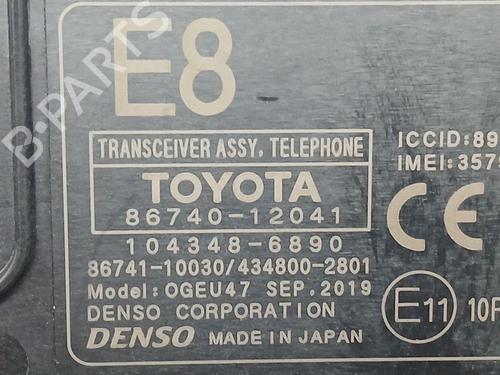 E8
TRANSCEIVER ASSY, TELEPHONE
TOYOTA
86740-12041
104348-6890
86741-10030/434800-2801
Model: OGEU47 SEP.2019
DENSO CORPORATION
DENSO MADE IN JAPAN
ICCID:89
IMEI:357
CE
E11 10R
B-PARTS